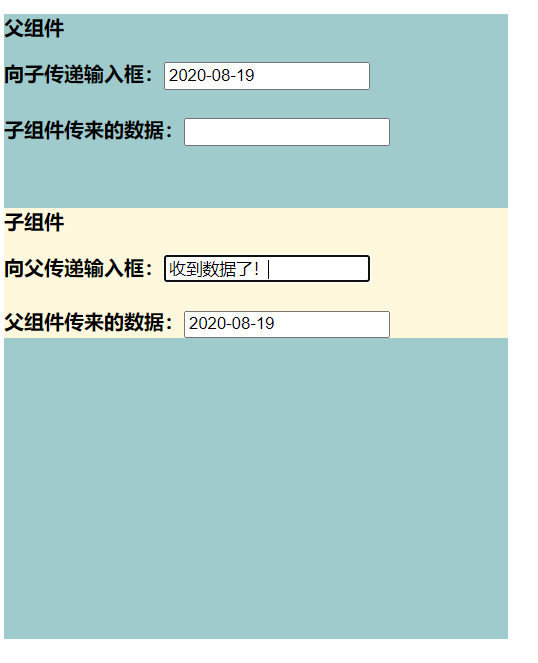 父组件
向子传递输入框：2020-08-19
子组件传来的数据：
子组件
向父传递输入框：收到数据了！
父组件传来的数据：2020-08-19